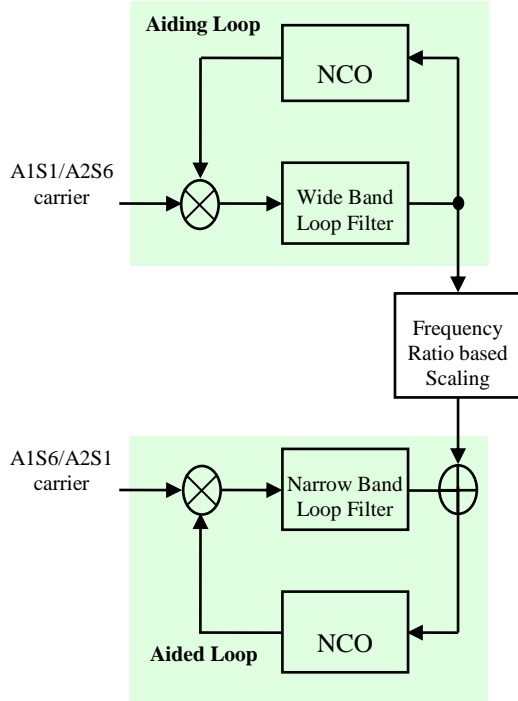 Aiding Loop
NCO
A1S1/A2S6
carrier
Wide Band
Loop Filter
Frequency
Ratio based
Scaling
A1S6/A2S1
carrier
Narrow Band
Loop Filter
NCO
Aided Loop